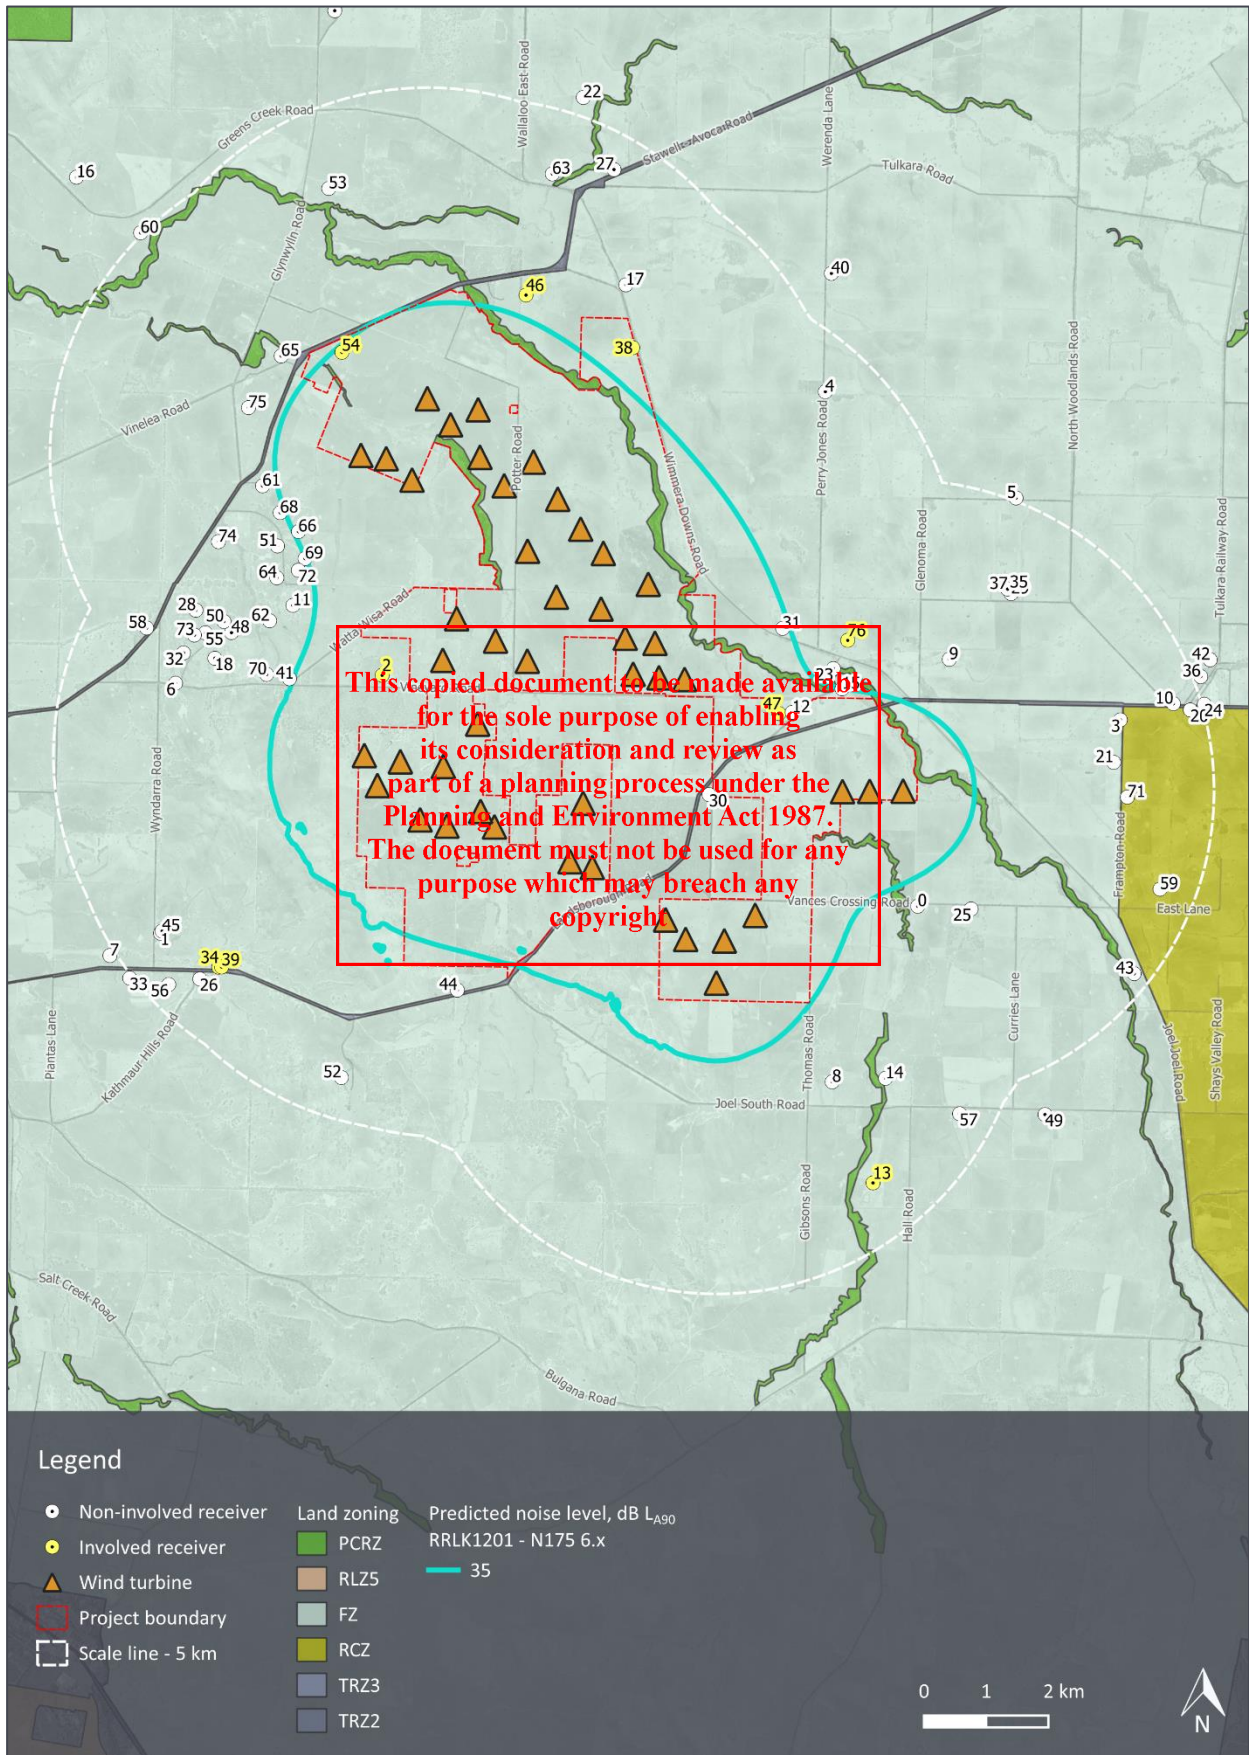 22
Greens Creek Road
Wallaloo East Road
Werenda Lane
Stawell - Avoca Road
Tulkara Road
16
63
27
53
60
Glynwylln Road
40
46
17
65
54
38
4
75
Vinelea Road
Potter Road
Perry Jones Road
North Woodlands Road
61
Wimmera Downs Road
5
68
66
74
51
69
Glenoma Road
Tulkara Railway Road
64
72
37
35
28
11
50
62
58
73
55
48
Watta Wisa Road
31
76
32
18
2
9
42
6
70
41
23
36
This copied document to be made available
for the sole purpose of enabling
its consideration and review as
part of a planning process under the
Planning and Environment Act 1987.
The document must not be used for any
purpose which may breach any
copyright
47
12
10
20
24
3
21
30
71
Wyndarra Road
Frampton Road
59
East Lane
Vances Crossing Road
0
25
45
1
7
34
39
33
56
26
44
43
Piantas Lane
Kathmaur Hills Road
Thomas Road
Curries Lane
Joel Joel Road
Shays Valley Road
52
8
14
Joel South Road
57
49
13
Gibsons Road
Hall Road
Salt Creek Road
Bulgana Road
Legend
Non-involved receiver
Involved receiver
Wind turbine
Project boundary
Scale line - 5 km
Land zoning
PCRZ
RLZ5
FZ
RCZ
TRZ3
TRZ2
Predicted noise level, dB LA90
RRLK1201 - N175 6.x
35
0 1 2 km
N